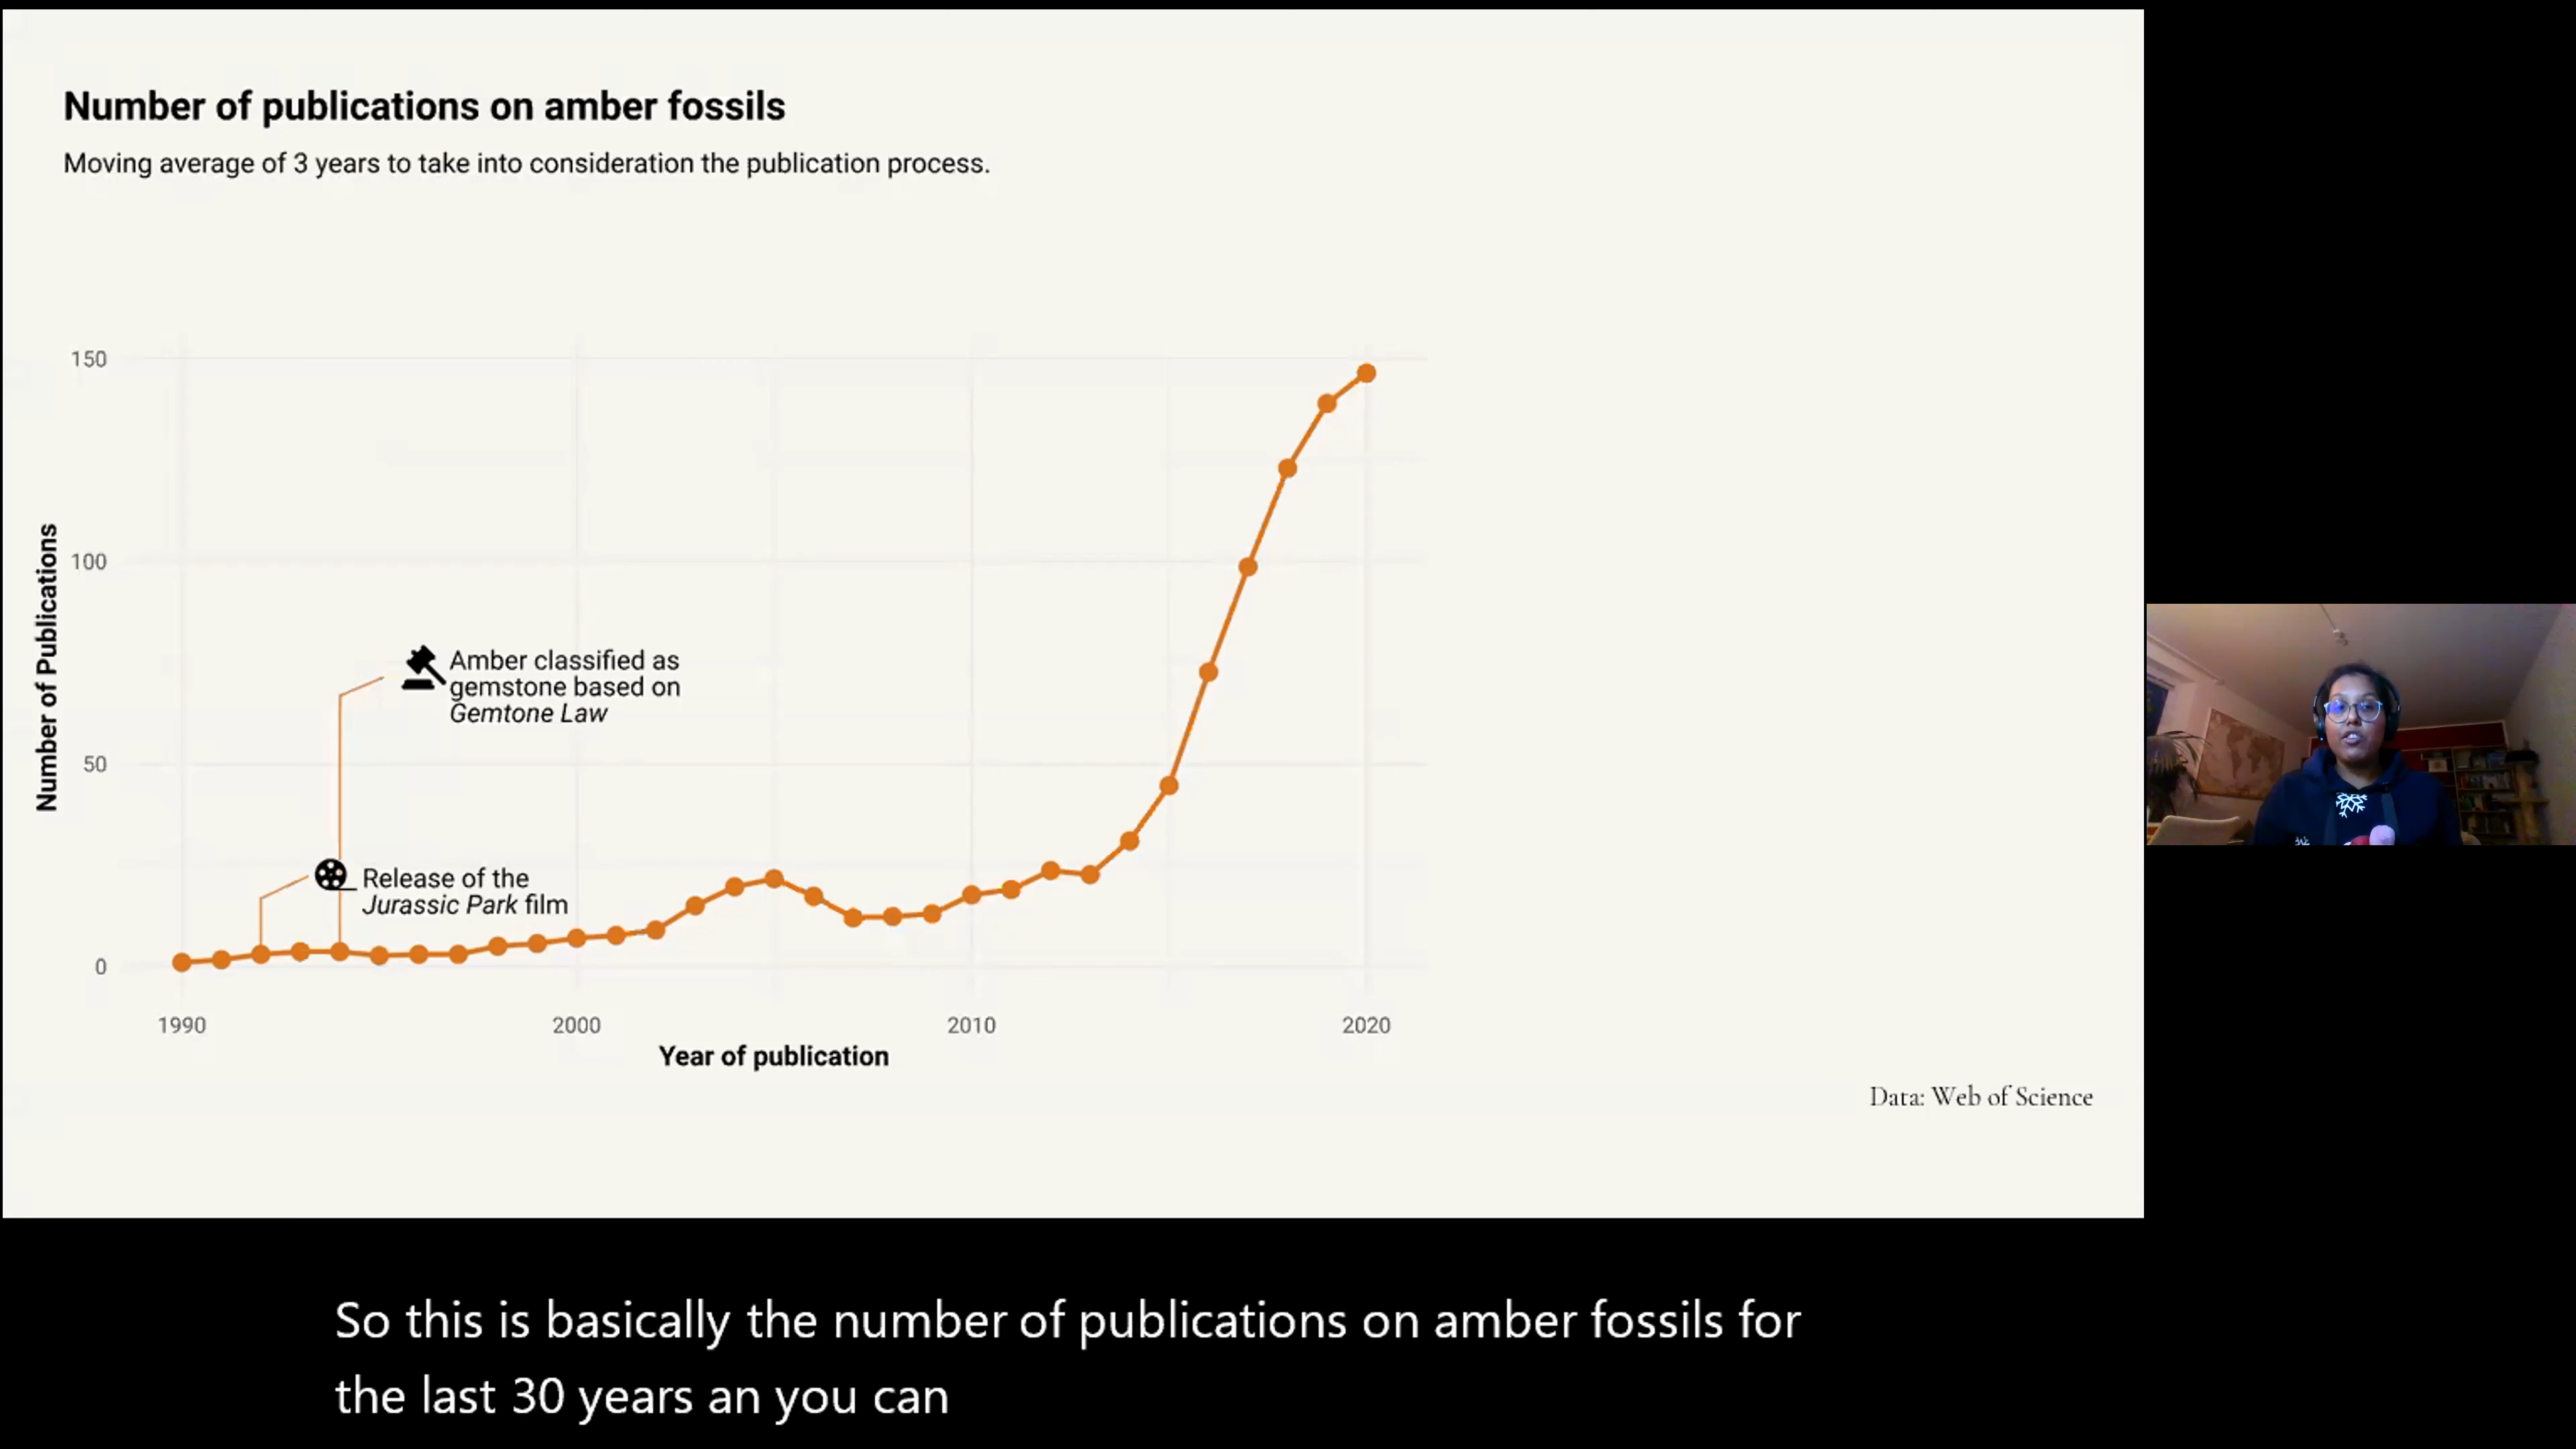 Number of publications on amber fossils
Moving average of 3 years to take into consideration the publication process.
150
100
50
0
Number of Publications
Amber classified as
gemstone based on
Gemtone Law
Release of the
Jurassic Park film
1990
2000
2010
2020
Year of publication
Data: Web of Science
So this is basically the number of publications on amber fossils for
the last 30 years an you can